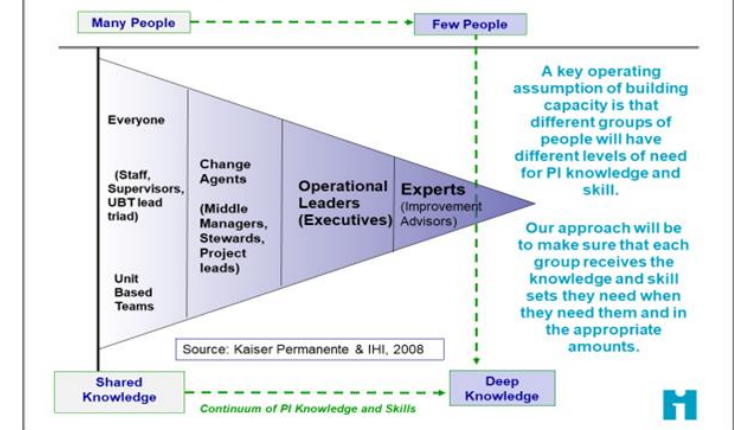 Many People
Few People
Everyone
(Staff,
Supervisors,
UBT lead
triad)
Unit
Based
Teams
Change
Agents
(Middle
Managers,
Stewards,
Project
leads)
Operational
Leaders
(Executives)
Experts
(Improvement
Advisors)
A key operating
assumption of building
capacity is that
different groups of
people will have
different levels of need
for PI knowledge and
skill.
Our approach will be
to make sure that each
group receives the
knowledge and skill
sets they need when
they need them and in
the appropriate
amounts.
Source: Kaiser Permanente & IHI, 2008
Shared
Knowledge
Continuum of PI Knowledge and Skills
Deep
Knowledge